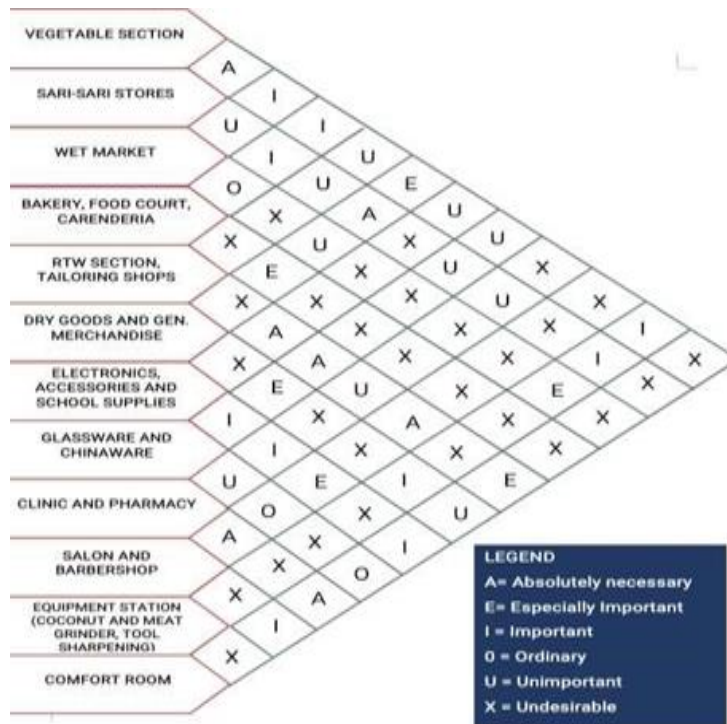 VEGETABLE SECTION
A
SARI-SARI STORES
I
U I
WET MARKET
I U
O U E
BAKERY, FOOD COURT,
CARENDERIA
X A U
X U X U
RTW SECTION,
TAILORING SHOPS
E X U X
X X X U X
DRY GOODS AND GEN.
MERCHANDISE
A X X X I
X A X X I X
ELECTRONICS,
ACCESSORIES AND
SCHOOL SUPPLIES
E U X E X
I X A X X
GLASSWARE AND
CHINAWARE
I X X X
U E I E
CLINIC AND PHARMACY
O X U
A X I
SALON AND
BARBERSHOP
X O
X A
EQUIPMENT STATION
(COCONUT AND MEAT
GRINDER, TOOL
SHARPENING)
I
X
COMFORT ROOM
LEGEND
A= Absolutely necessary
E= Especially Important
I = Important
0 = Ordinary
U = Unimportant
X = Undesirable